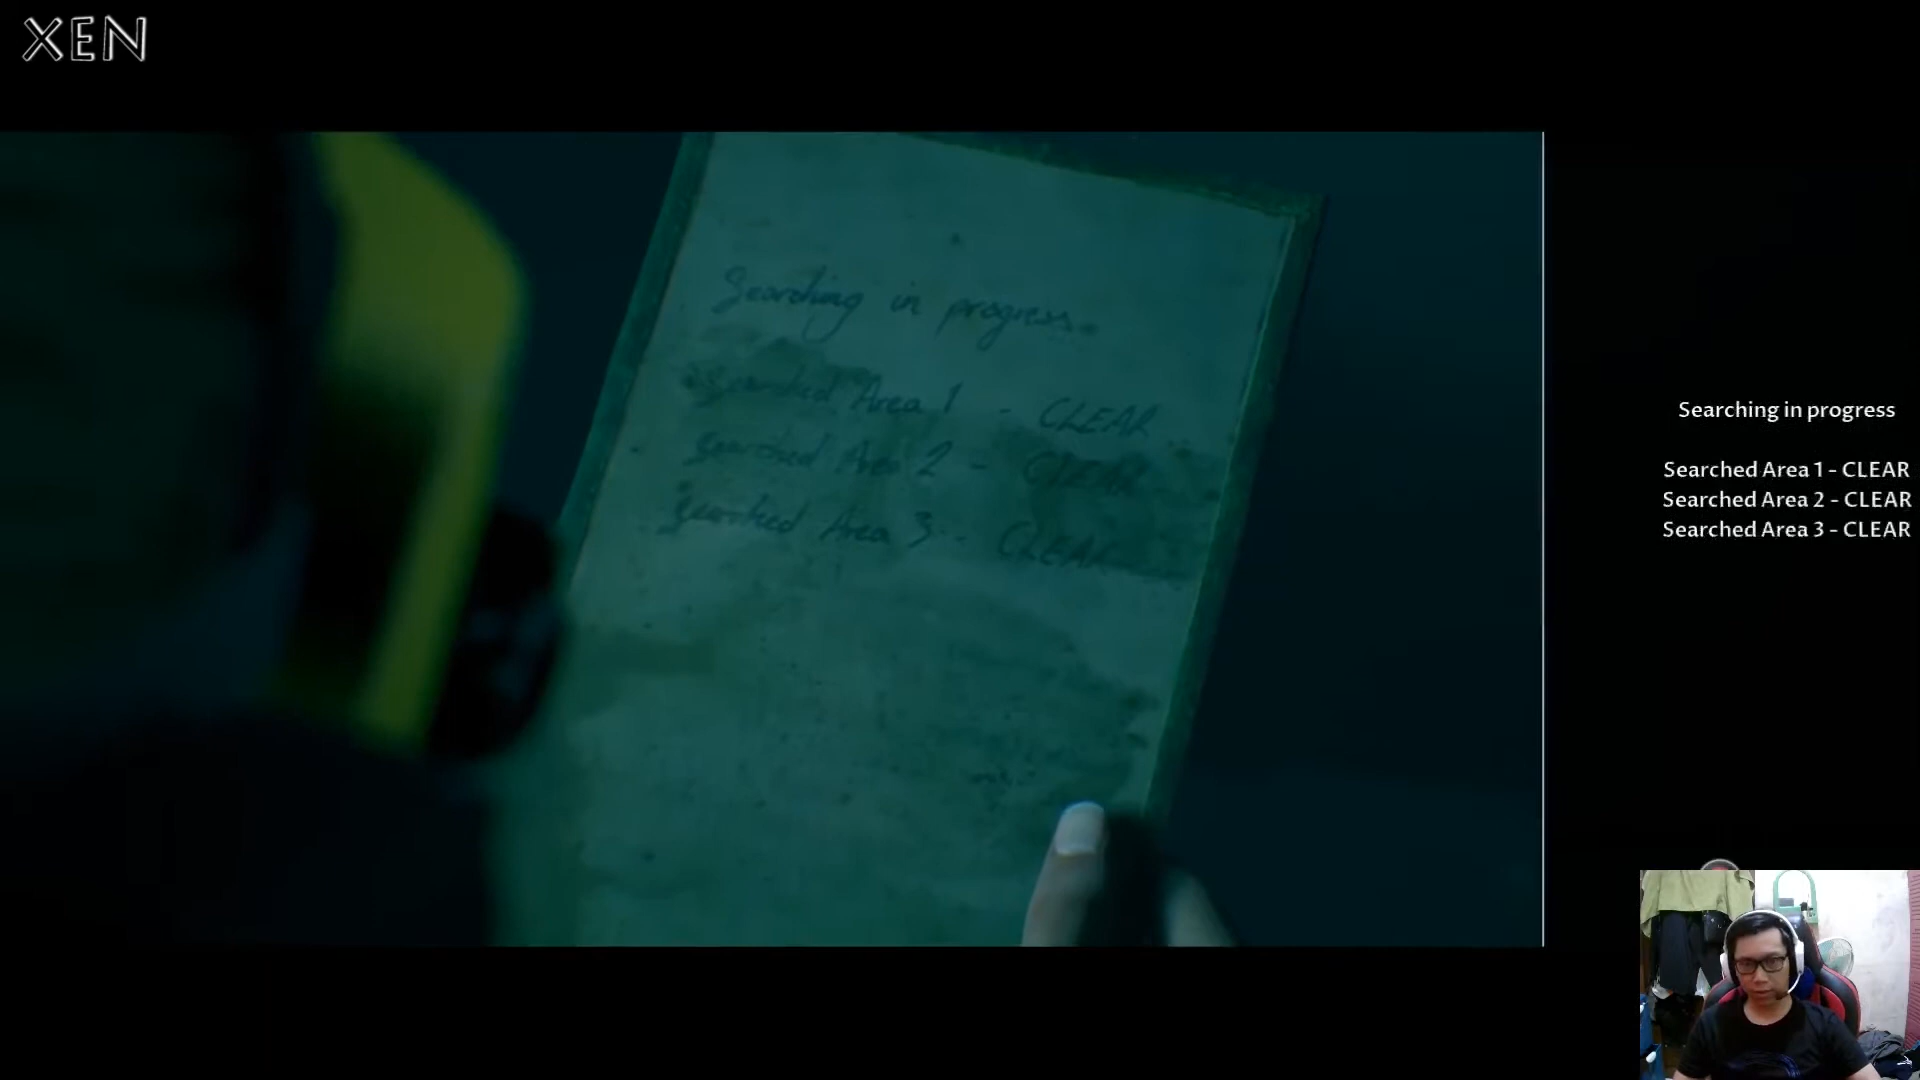 XEN
Searching in progress.
Searched Area 1 - CLEAR
Searched Area 2 - CLEAR
Searched Area 3 - CLEAR
Searching in progress
Searched Area 1 - CLEAR
Searched Area 2 - CLEAR
Searched Area 3 - CLEAR